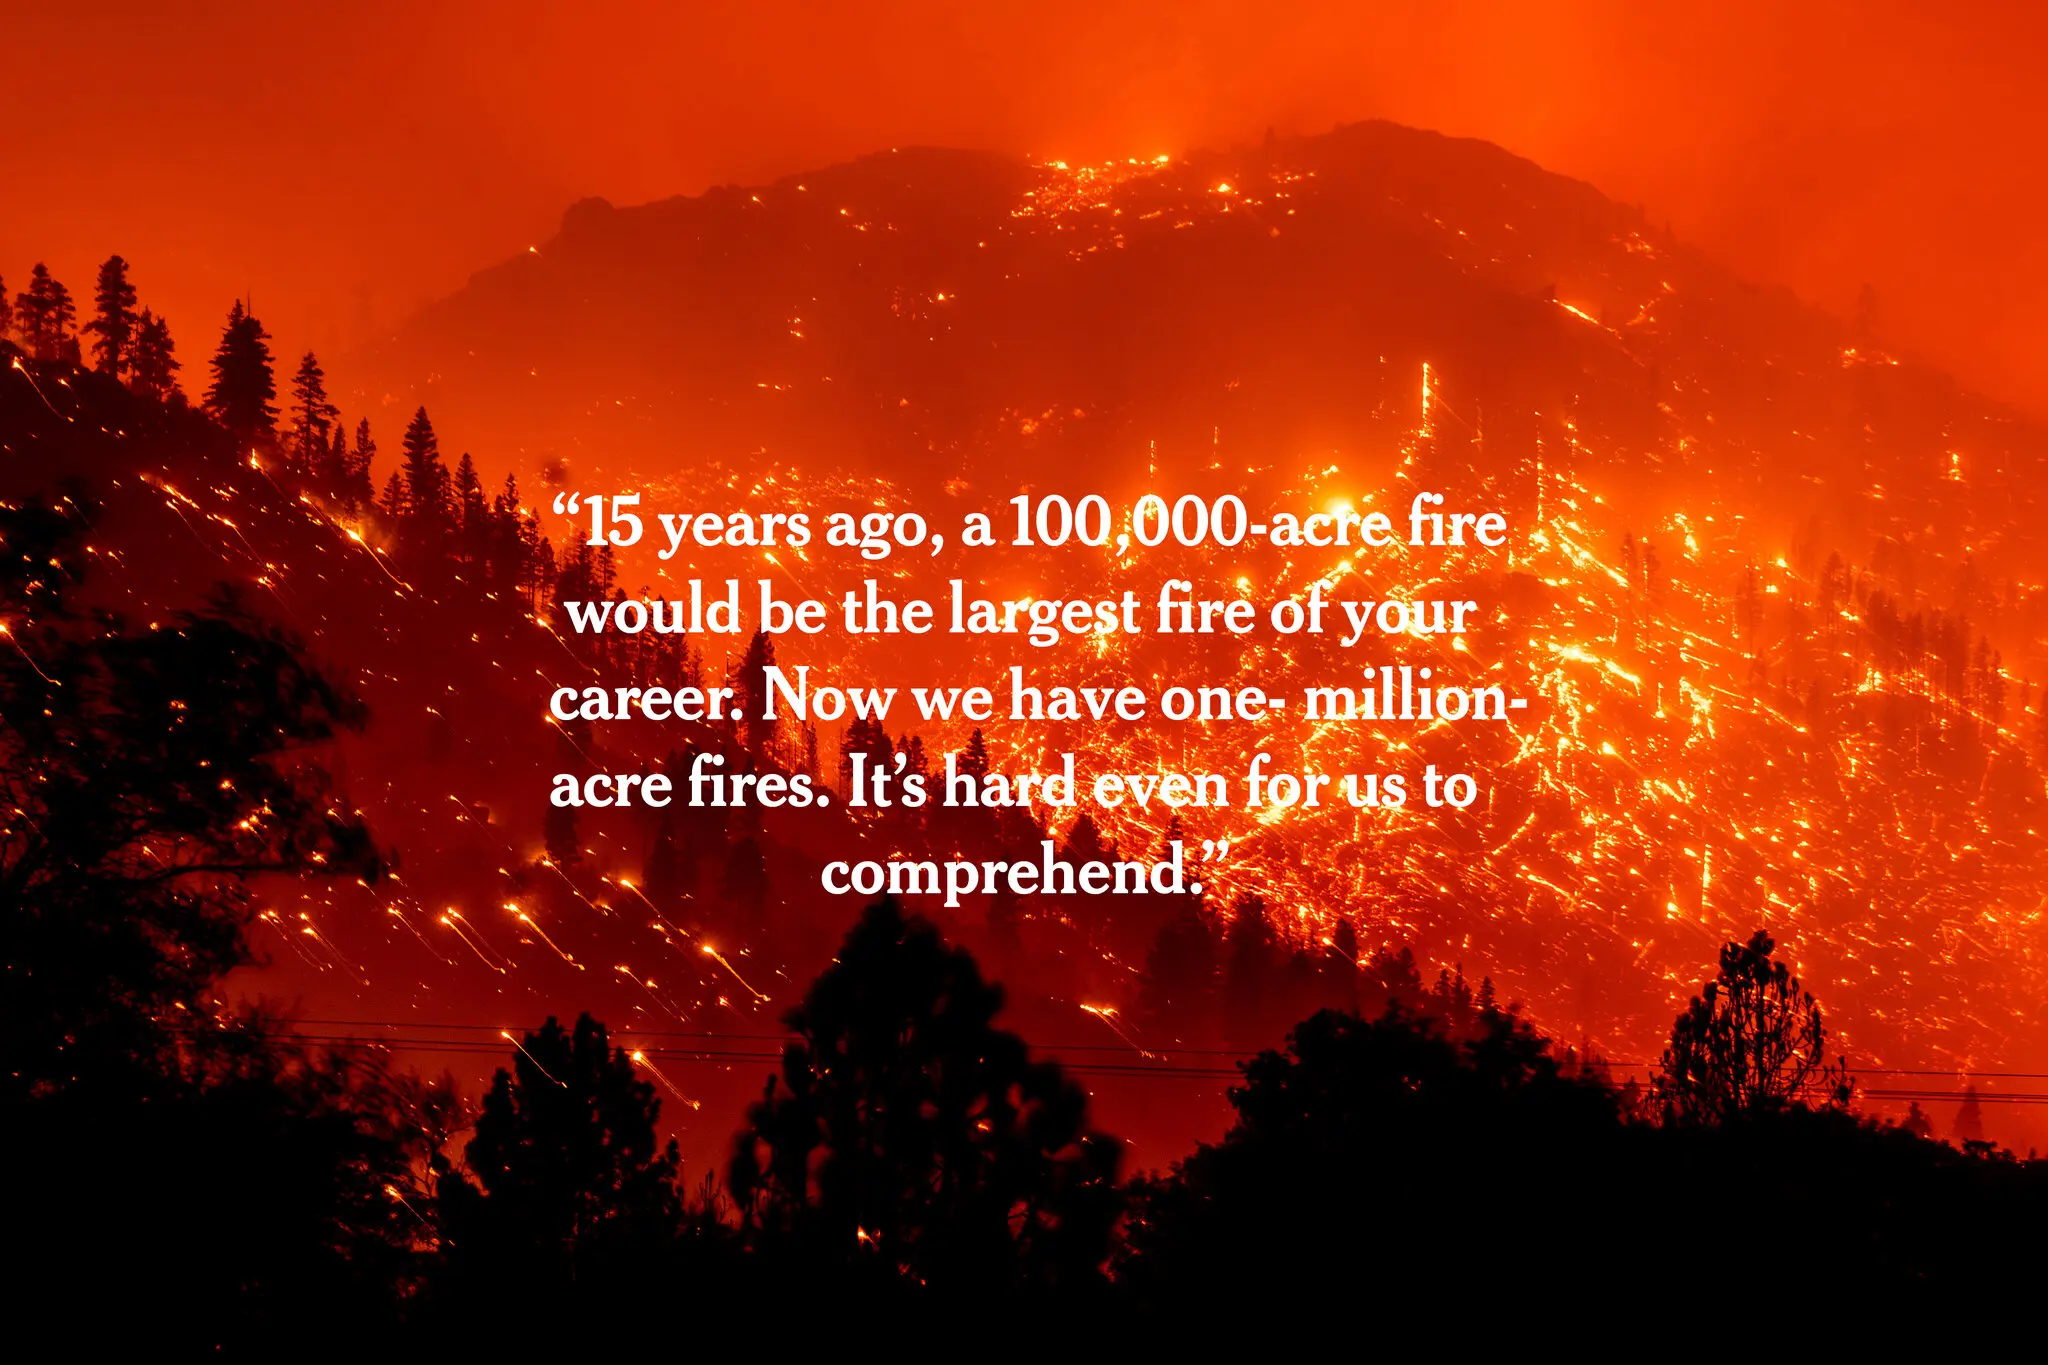 “15 years ago, a 100,000-acre fire
would be the largest fire of your
career. Now we have one- million-
acre fires. It’s hard even for us to
comprehend.”